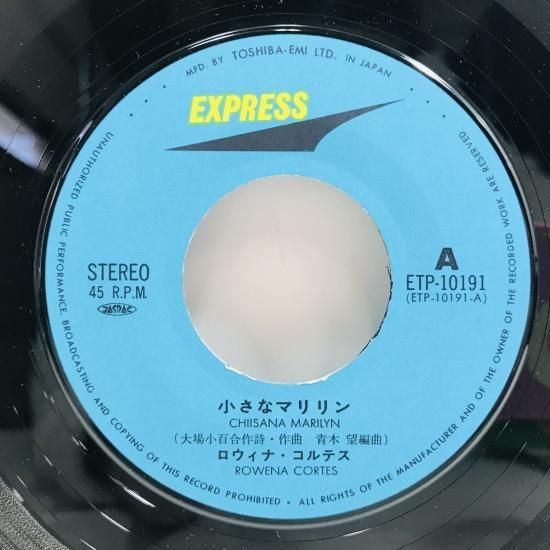 MFD. BY TOSHIBA-EMI LTD. IN JAPAN
EXPRESS
STEREO
45 R.P.M.
JASRAC
A
ETP-10191
(ETP-10191-A)
小さなマリリン
CHIISANA MARILYN
(大場小百合作詩・作曲 青木 望編曲)
ロウィナ・コルテス
ROWENA CORTES
UNAUTHORIZED PUBLIC PERFORMANCE, BROADCASTING AND COPYING OF THIS RECORD PROHIBITED • ALL RIGHTS OF THE MANUFACTURER AND OF THE OWNER OF THE RECORDED WORK ARE RESERVED